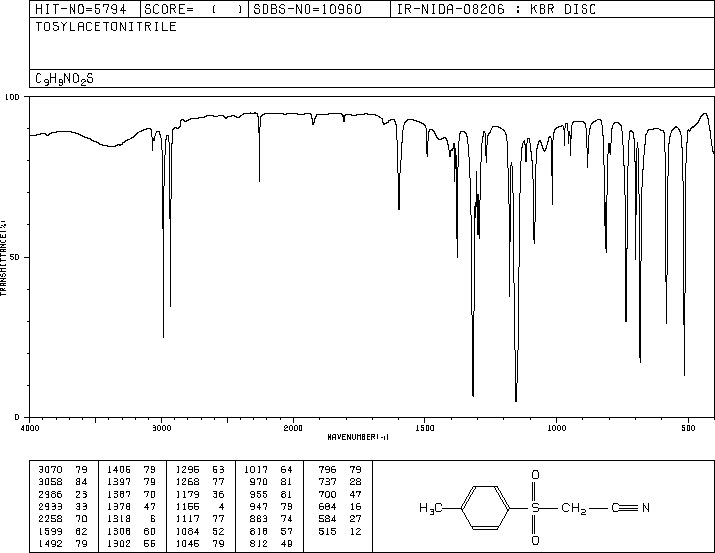 HIT-NO=5794 SCORE= ( ) SDBS-NO=10960 IR-NIDA-08206 : KBR DISC
TOSYLACETONITRILE
C9H9NO2S
100
50
0
TRANSMITTANCE(%)
4000 3000 2000 1500 1000 500
WAVENUMBER(-1)
3070 79 1406 79 1296 53 1017 64 796 79
3058 84 1397 79 1268 77 970 81 737 28
2986 23 1387 70 1179 36 955 81 700 47
2933 33 1378 47 1155 4 947 79 684 16
2258 70 1318 6 1117 77 883 74 584 27
1599 62 1308 60 1084 52 818 57 515 12
1492 79 1302 55 1045 79 812 49
O
H3C S CH2 C N
O